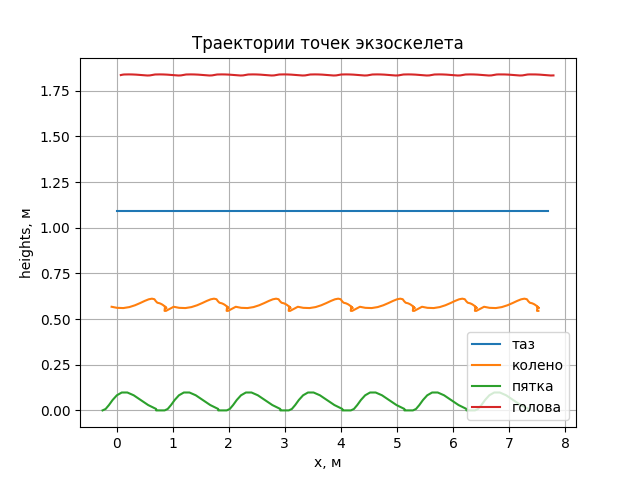 Траектории точек экзоскелета
heights, м
1.75
1.50
1.25
1.00
0.75
0.50
0.25
0.00
0 1 2 3 4 5 6 7 8
x, м
таз
колено
пятка
голова